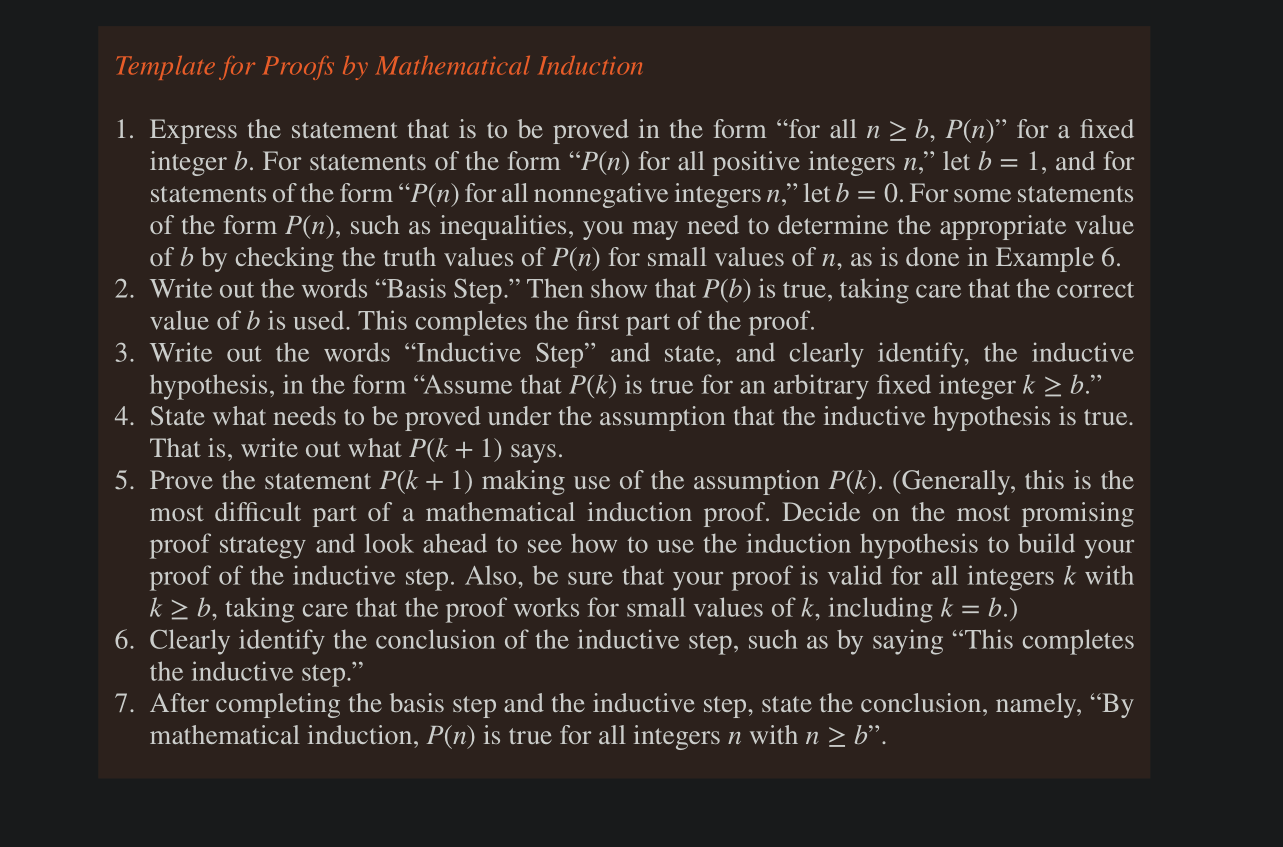 Template for Proofs by Mathematical Induction
1. Express the statement that is to be proved in the form “for all n ≥ b, P(n)” for a fixed
integer b. For statements of the form “P(n) for all positive integers n,” let b = 1, and for
statements of the form “P(n) for all nonnegative integers n,” let b = 0. For some statements
of the form P(n), such as inequalities, you may need to determine the appropriate value
of b by checking the truth values of P(n) for small values of n, as is done in Example 6.
2. Write out the words “Basis Step.” Then show that P(b) is true, taking care that the correct
value of b is used. This completes the first part of the proof.
3. Write out the words “Inductive Step” and state, and clearly identify, the inductive
hypothesis, in the form “Assume that P(k) is true for an arbitrary fixed integer k ≥ b.”
4. State what needs to be proved under the assumption that the inductive hypothesis is true.
That is, write out what P(k + 1) says.
5. Prove the statement P(k + 1) making use of the assumption P(k). (Generally, this is the
most difficult part of a mathematical induction proof. Decide on the most promising
proof strategy and look ahead to see how to use the induction hypothesis to build your
proof of the inductive step. Also, be sure that your proof is valid for all integers k with
k ≥ b, taking care that the proof works for small values of k, including k = b.)
6. Clearly identify the conclusion of the inductive step, such as by saying “This completes
the inductive step.”
7. After completing the basis step and the inductive step, state the conclusion, namely, “By
mathematical induction, P(n) is true for all integers n with n ≥ b”.